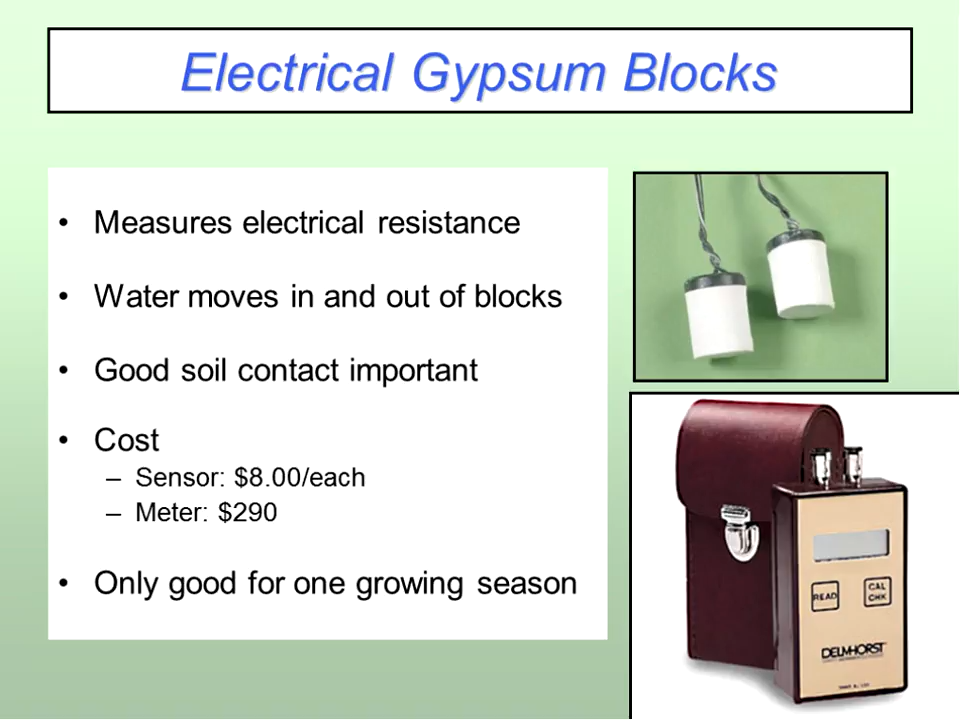 Electrical Gypsum Blocks
• Measures electrical resistance
• Water moves in and out of blocks
• Good soil contact important
• Cost
– Sensor: $8.00/each
– Meter: $290
• Only good for one growing season
READ
CAL
CHK
DELMHORST